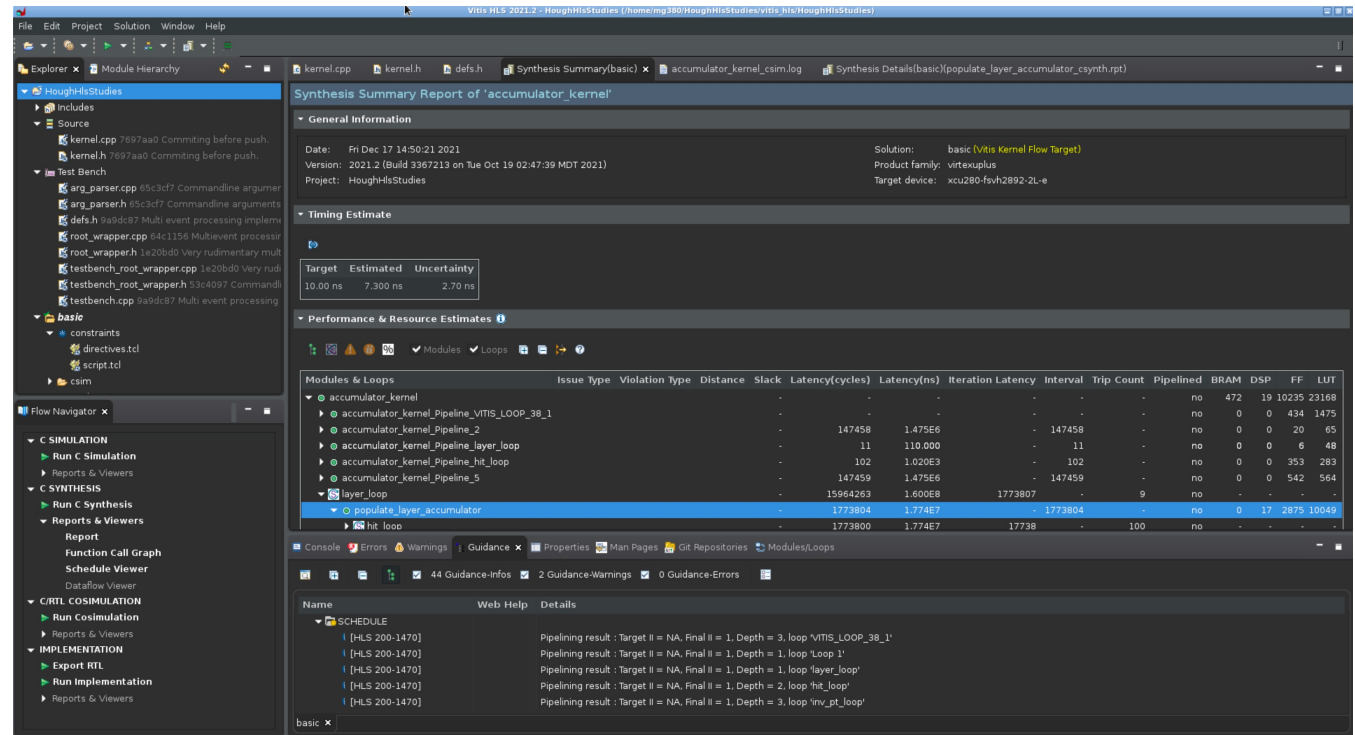 Vitis HLS 2021.2 - HoughHlsStudies (/home/mg380/HoughHlsStudies/vitis_hls/HoughHlsStudies)
File Edit Project Solution Window Help
Explorer Module Hierarchy
HoughHlsStudies
Includes
Source
kernel.cpp 7697aa0 Commiting before push.
kernel.h 7697aa0 Commiting before push.
Test Bench
arg_parser.cpp 65c3cf7 Commandline argumer
arg_parser.h 65c3cf7 Commandline arguments
defs.h 9a9dc87 Multi event processing impleme
root_wrapper.cpp 64c1156 Multievent processir
root_wrapper.h 1e20bd0 Very rudimentary mult
testbench_root_wrapper.cpp 1e20bd0 Very rudi
testbench_root_wrapper.h 53c4097 Commandli
testbench.cpp 9a9dc87 Multi event processing
basic
constraints
directives.tcl
script.tcl
csim
Flow Navigator
C SIMULATION
Run C Simulation
Reports & Viewers
C SYNTHESIS
Run C Synthesis
Reports & Viewers
Report
Function Call Graph
Schedule Viewer
Dataflow Viewer
C/RTL COSIMULATION
Run Cosimulation
Reports & Viewers
IMPLEMENTATION
Export RTL
Run Implementation
Reports & Viewers
kernel.cpp kernel.h defs.h Synthesis Summary(basic) accumulator_kernel_csim.log Synthesis Details(basic)(populate_layer_accumulator_csynth.rpt)
Synthesis Summary Report of 'accumulator_kernel'
General Information
Date: Fri Dec 17 14:50:21 2021 Solution: basic (Vitis Kernel Flow Target)
Version: 2021.2 (Build 3367213 on Tue Oct 19 02:47:39 MDT 2021) Product family: virtexuplus
Project: HoughHlsStudies Target device: xcu280-fsvh2892-2L-e
Timing Estimate
Target Estimated Uncertainty
10.00 ns 7.300 ns 2.70 ns
Performance & Resource Estimates
% Modules Loops
Modules & Loops Issue Type Violation Type Distance Slack Latency(cycles) Latency(ns) Iteration Latency Interval Trip Count Pipelined BRAM DSP FF LUT
accumulator_kernel - - - - - - no 472 19 10235 23168
accumulator_kernel_Pipeline_VITIS_LOOP_38_1 - - - - - - no 0 0 434 1475
accumulator_kernel_Pipeline_2 - 147458 1.475E6 - 147458 - no 0 0 20 65
accumulator_kernel_Pipeline_layer_loop - 11 110.000 - 11 - no 0 0 6 48
accumulator_kernel_Pipeline_hit_loop - 102 1.020E3 - 102 - no 0 0 353 283
accumulator_kernel_Pipeline_5 - 147459 1.475E6 - 147459 - no 0 0 542 564
layer_loop - 15964263 1.600E8 1773807 - 9 no - - - -
populate_layer_accumulator - 1773804 1.774E7 - 1773804 - no 0 17 2875 10049
hit_loop - 1773800 1.774E7 17738 - 100 no - - - -
Console Errors Warnings Guidance Properties Man Pages Git Repositories Modules/Loops
44 Guidance-Infos 2 Guidance-Warnings 0 Guidance-Errors
Name Web Help Details
SCHEDULE
[HLS 200-1470] Pipelining result : Target II = NA, Final II = 1, Depth = 3, loop 'VITIS_LOOP_38_1'
[HLS 200-1470] Pipelining result : Target II = NA, Final II = 1, Depth = 1, loop 'Loop 1'
[HLS 200-1470] Pipelining result : Target II = NA, Final II = 1, Depth = 1, loop 'layer_loop'
[HLS 200-1470] Pipelining result : Target II = NA, Final II = 1, Depth = 2, loop 'hit_loop'
[HLS 200-1470] Pipelining result : Target II = NA, Final II = 1, Depth = 3, loop 'inv_pt_loop'
basic